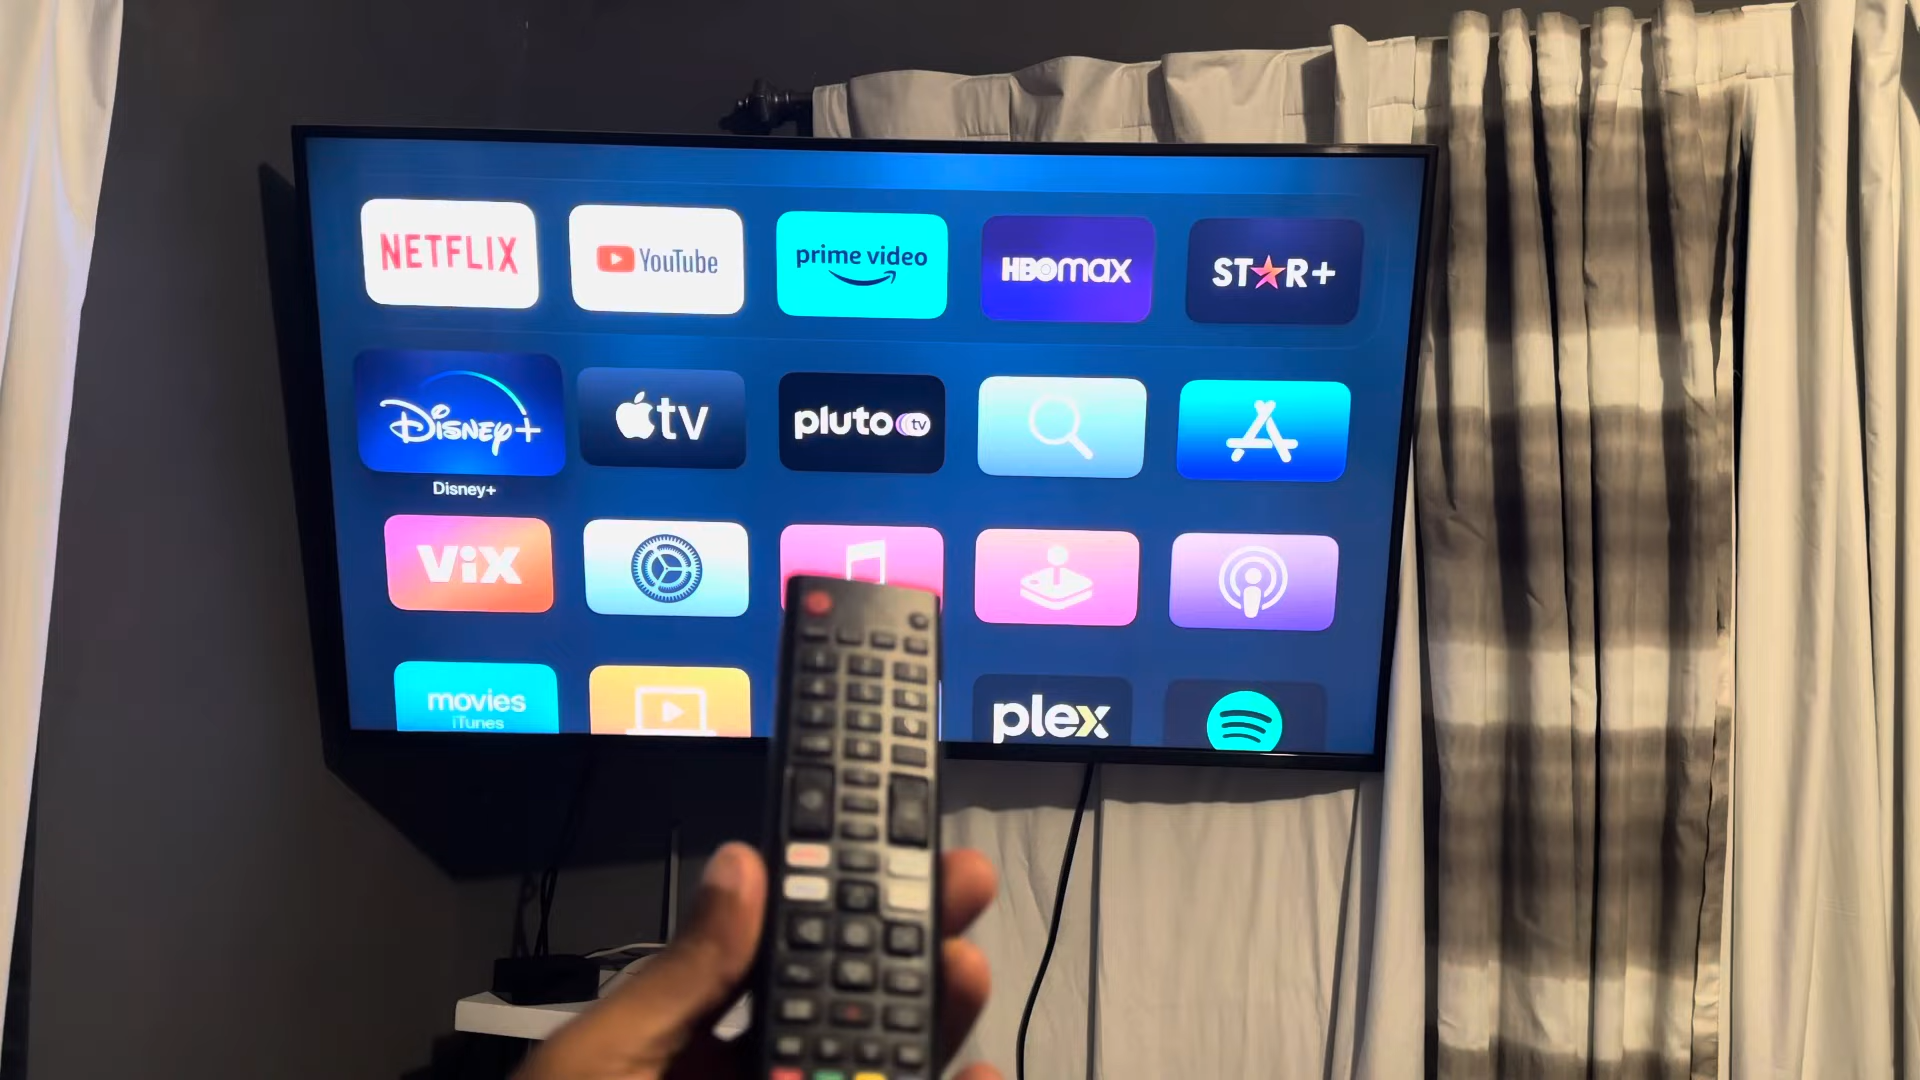 NETFLIX
YouTube
prime video
HBOmax
ST★R+
Disney+
tv
pluto tv
Disney+
ViX
movies
iTunes
plex